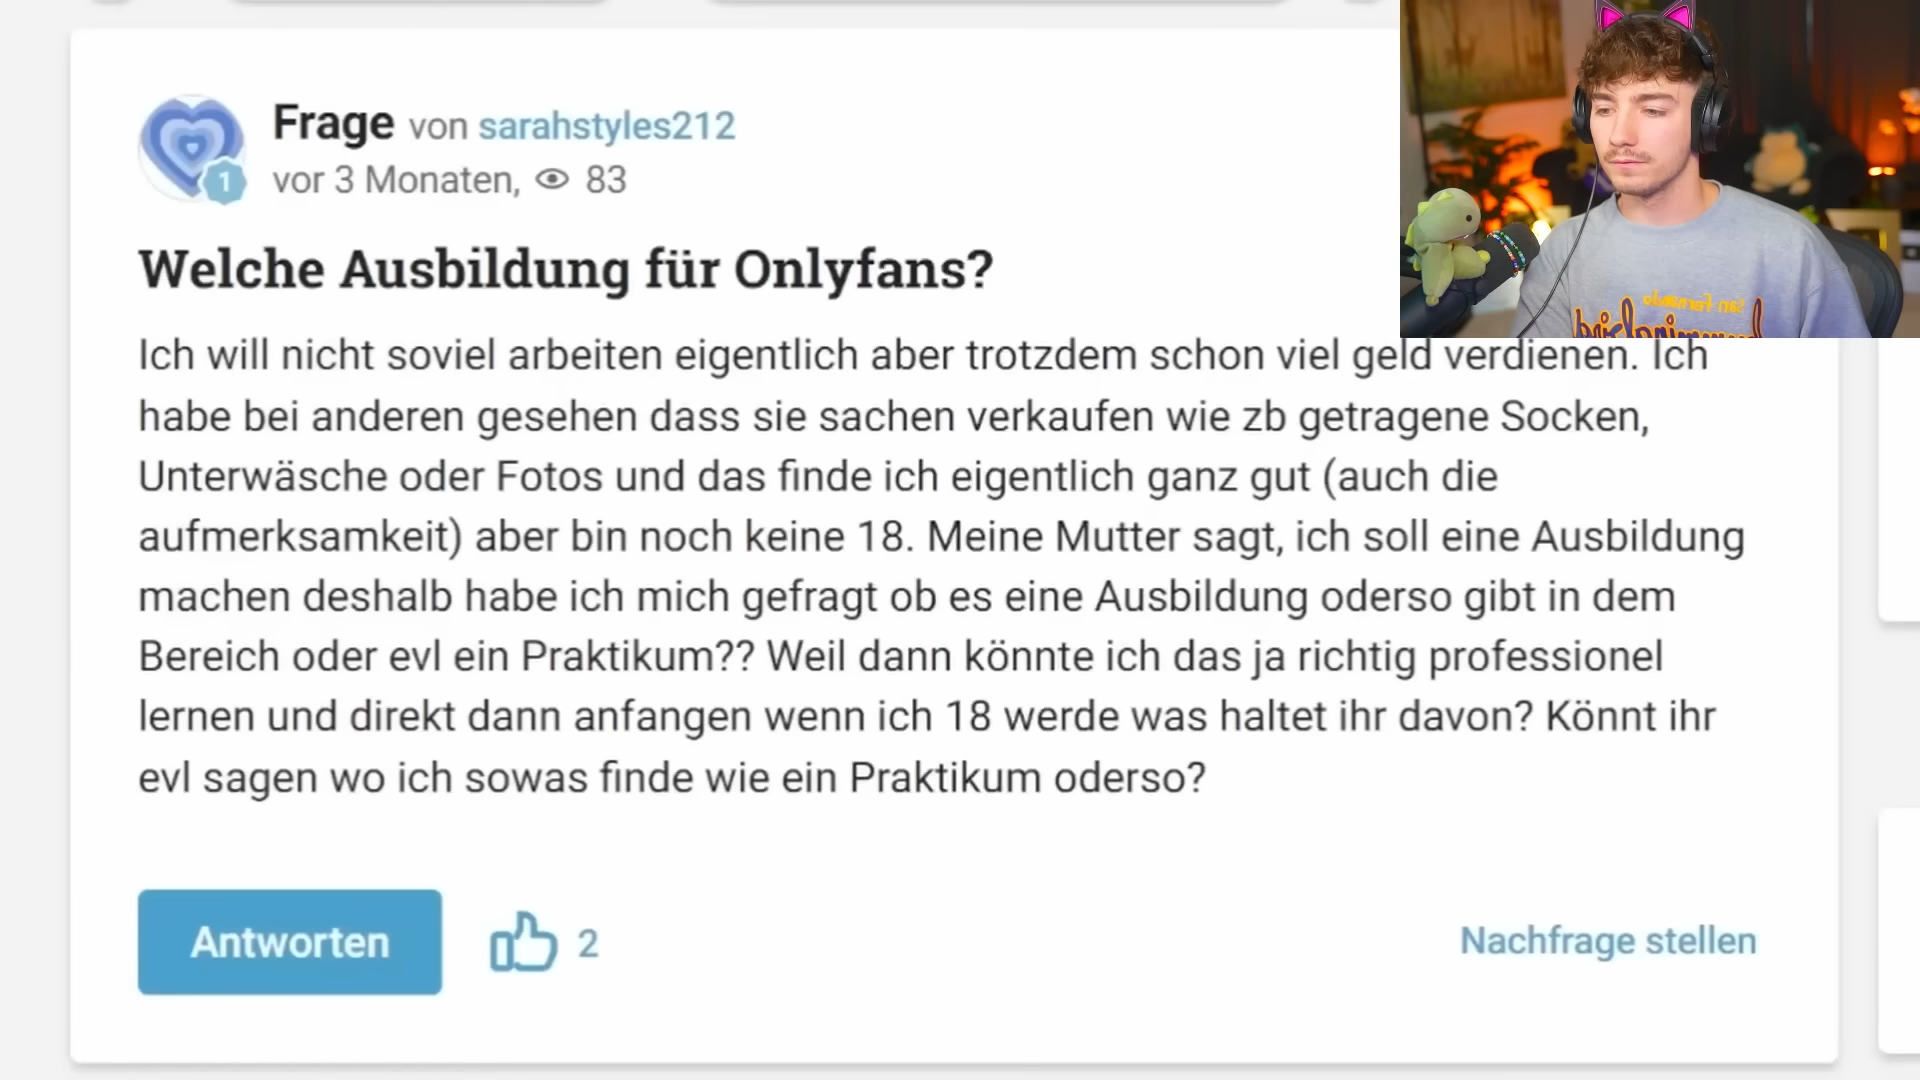 Frage von sarahstyles212
1
vor 3 Monaten, 83
Welche Ausbildung für Onlyfans?
Ich will nicht soviel arbeiten eigentlich aber trotzdem schon viel geld verdienen. Ich
habe bei anderen gesehen dass sie sachen verkaufen wie zb getragene Socken,
Unterwäsche oder Fotos und das finde ich eigentlich ganz gut (auch die
aufmerksamkeit) aber bin noch keine 18. Meine Mutter sagt, ich soll eine Ausbildung
machen deshalb habe ich mich gefragt ob es eine Ausbildung oderso gibt in dem
Bereich oder evl ein Praktikum?? Weil dann könnte ich das ja richtig professionel
lernen und direkt dann anfangen wenn ich 18 werde was haltet ihr davon? Könnt ihr
evl sagen wo ich sowas finde wie ein Praktikum oderso?
Antworten 2 Nachfrage stellen
San Fernando